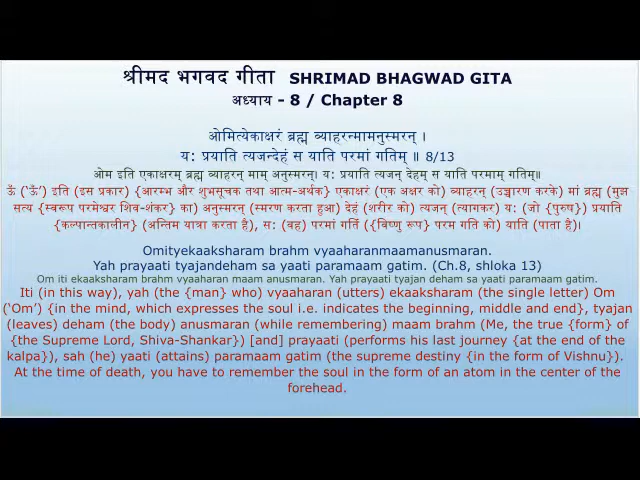 श्रीमद भगवद गीता SHRIMAD BHAGWAD GITA
अध्याय - 8 / Chapter 8
ओमित्येकाक्षरं ब्रह्म व्याहरन्मामनुस्मरन् ।
य: प्रयाति त्यजन्देहं स याति परमां गतिम् ॥ 8/13
ओम इति एकाक्षरम् ब्रह्म व्याहरन् माम् अनुस्मरन्। य: प्रयाति त्यजन् देहम् स याति परमाम् गतिम्॥
ऊँ (‘ऊँ’) इति (इस प्रकार) {आरम्भ और शुभसूचक तथा आत्म-अर्थक} एकाक्षरं (एक अक्षर को) व्याहरन् (उच्चारण करके) मां ब्रह्म (मुझ
सत्य {स्वरूप परमेश्वर शिव-शंकर} का) अनुस्मरन् (स्मरण करता हुआ) देहं (शरीर को) त्यजन् (त्यागकर) य: (जो {पुरुष}) प्रयाति
{कल्पान्तकालीन} (अन्तिम यात्रा करता है), स: (वह) परमां गतिं ({विष्णु रूप} परम गति को) याति (पाता है)।
Omityekaaksharam brahm vyaaharanmaamanusmaran.
Yah prayaati tyajandeham sa yaati paramaam gatim. (Ch.8, shloka 13)
Om iti ekaaksharam brahm vyaaharan maam anusmaran. Yah prayaati tyajan deham sa yaati paramaam gatim.
Iti (in this way), yah (the {man} who) vyaaharan (utters) ekaaksharam (the single letter) Om
(‘Om’) {in the mind, which expresses the soul i.e. indicates the beginning, middle and end}, tyajan
(leaves) deham (the body) anusmaran (while remembering) maam brahm (Me, the true {form} of
{the Supreme Lord, Shiva-Shankar}) [and] prayaati (performs his last journey {at the end of the
kalpa}), sah (he) yaati (attains) paramaam gatim (the supreme destiny {in the form of Vishnu}).
At the time of death, you have to remember the soul in the form of an atom in the center of the
forehead.